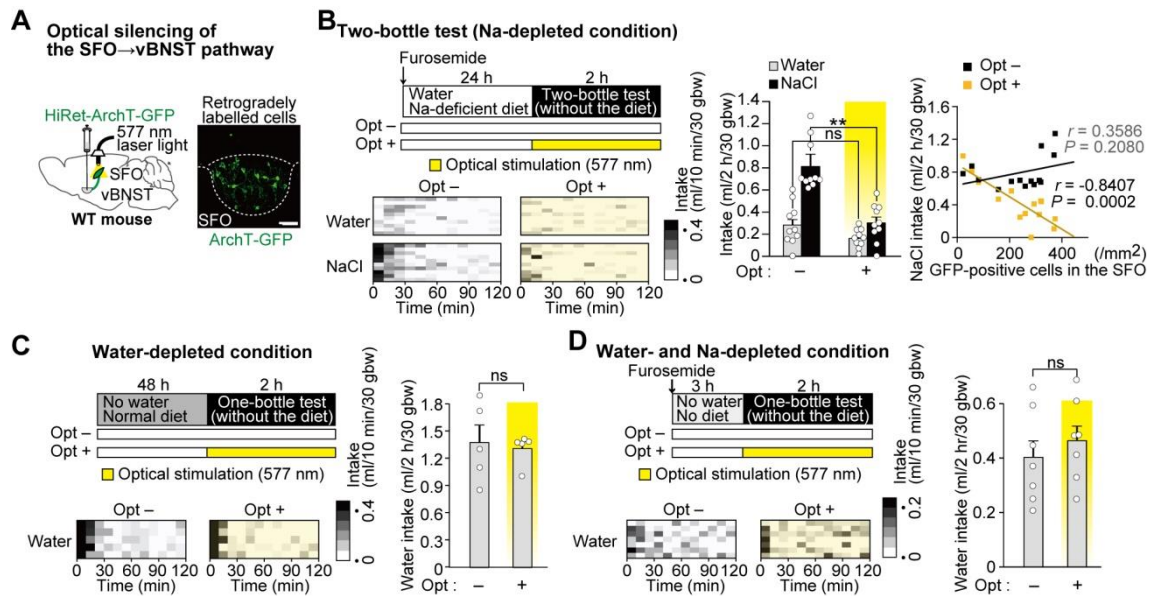 A
Optical silencing of
the SFO→vBNST pathway
HiRet-ArchT-GFP
577 nm
laser light
SFO
vBNST
WT mouse
Retrogradely
labelled cells
SFO
ArchT-GFP
B
Two-bottle test (Na-depleted condition)
Furosemide
24 h
2 h
Water
Na-deficient diet
Two-bottle test
(without the diet)
Opt –
Opt +
Optical stimulation (577 nm)
Opt –
Opt +
Water
NaCl
0 30 60 90 120
Time (min)
0 30 60 90 120
Time (min)
Intake
(ml/10 min/30 gbw)
0.4
0
Water
NaCl
Intake (ml/2 h/30 gbw)
1.4
1.2
1.0
0.8
0.6
0.4
0.2
0
**
ns
Opt :
–
+
Opt –
Opt +
NaCl intake (ml/2 h/30 gbw)
1.6
1.2
0.8
0.4
0
r = 0.3586
P = 0.2080
r = -0.8407
P = 0.0002
0 200 400
(/mm2)
GFP-positive cells in the SFO
C
Water-depleted condition
48 h
2 h
No water
Normal diet
One-bottle test
(without the diet)
Opt –
Opt +
Optical stimulation (577 nm)
Opt –
Opt +
Water
0 30 60 90 120
Time (min)
0 30 60 90 120
Time (min)
Intake
(ml/10 min/30 gbw)
0.4
0
Water intake (ml/2 h/30 gbw)
1.8
1.5
1.2
1.3
0.6
0.3
0
ns
Opt :
–
+
D
Water- and Na-depleted condition
Furosemide
3 h
2 h
No water
No diet
One-bottle test
(without the diet)
Opt –
Opt +
Optical stimulation (577 nm)
Opt –
Opt +
Water
0 30 60 90 120
Time (min)
0 30 60 90 120
Time (min)
Intake
(ml/10 min/30 gbw)
0.2
0
Water intake (ml/2 hr/30 gbw)
0.6
0.4
0.2
0
ns
Opt :
–
+